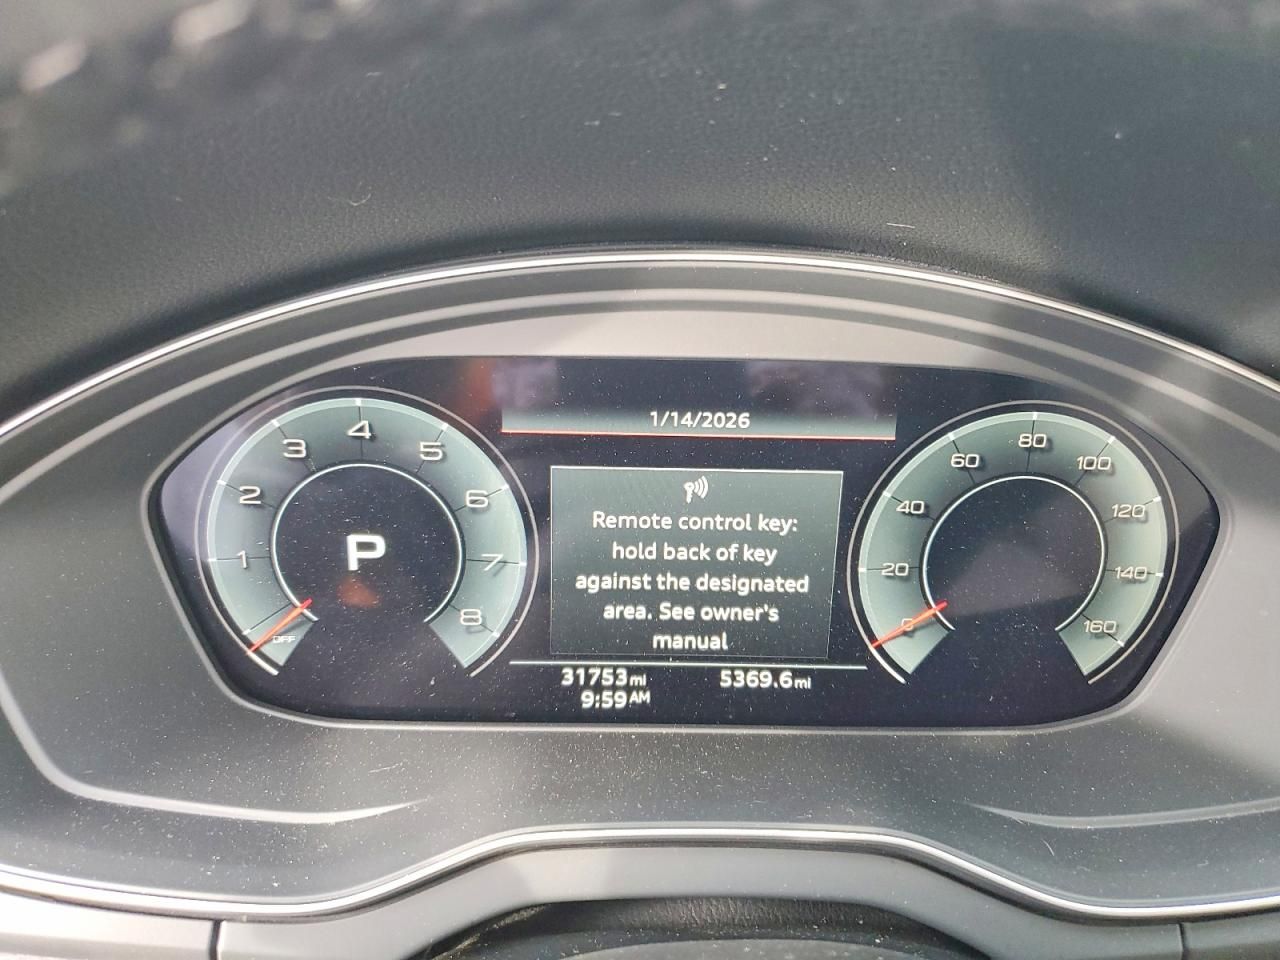 1/14/2026
Remote control key:
hold back of key
against the designated
area. See owner's
manual
31753mi 5369.6mi
9:59AM
P
OFF
1
2
3
4
5
6
7
8
0
20
40
60
80
100
120
140
160